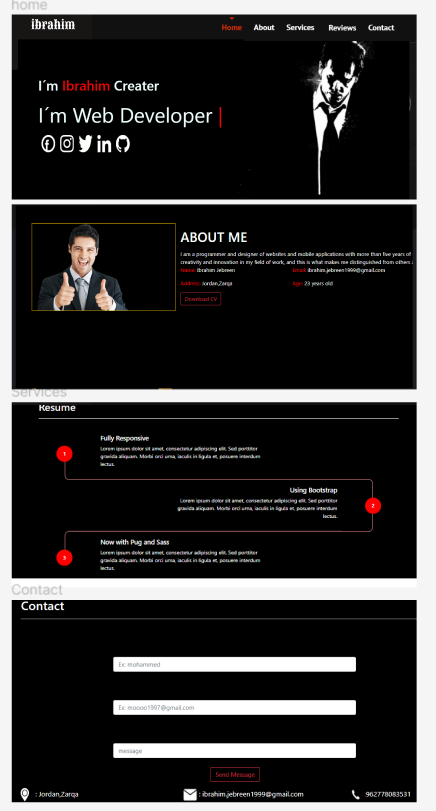 home
ibrahim
Home About Services Reviews Contact
I´m Ibrahim Creater
I´m Web Developer |
ABOUT ME
I am a programmer and designer of websites and mobile applications with more than five years of
creativity and innovation in my field of work, and this is what makes me distinguished from others
Name: Ibrahim Jebreen Email: ibrahim.jebreen1999@gmail.com
Address: Jordan,Zarqa Age: 23 years old
Download CV
Services
Resume
1
Fully Responsive
Lorem ipsum dolor sit amet, consectetur adipiscing elit. Sed porttitor
gravida aliquam. Morbi orci urna, iaculis in ligula et, posuere interdum
lectus.
Using Bootstrap
2
Lorem ipsum dolor sit amet, consectetur adipiscing elit. Sed porttitor
gravida aliquam. Morbi orci urna, iaculis in ligula et, posuere interdum
lectus.
Now with Pug and Sass
3
Lorem ipsum dolor sit amet, consectetur adipiscing elit. Sed porttitor
gravida aliquam. Morbi orci urna, iaculis in ligula et, posuere interdum
lectus.
Contact
Contact
Ex: mohammed
Ex: moooo1997@gmail.com
message
Send Message
: Jordan,Zarqa : ibrahim.jebreen1999@gmail.com 962778083531